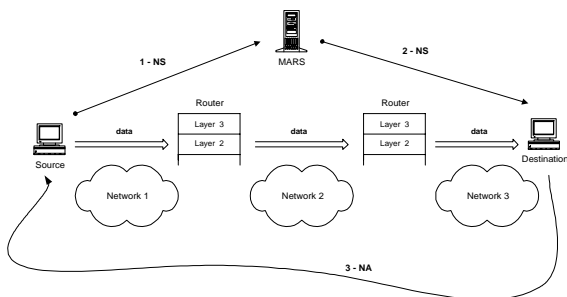 1 - NS
2 - NS
MARS
Router
Router
Layer 3
Layer 3
data
data
data
Layer 2
Layer 2
Source
Destination
Network 1
Network 2
Network 3
3 - NA